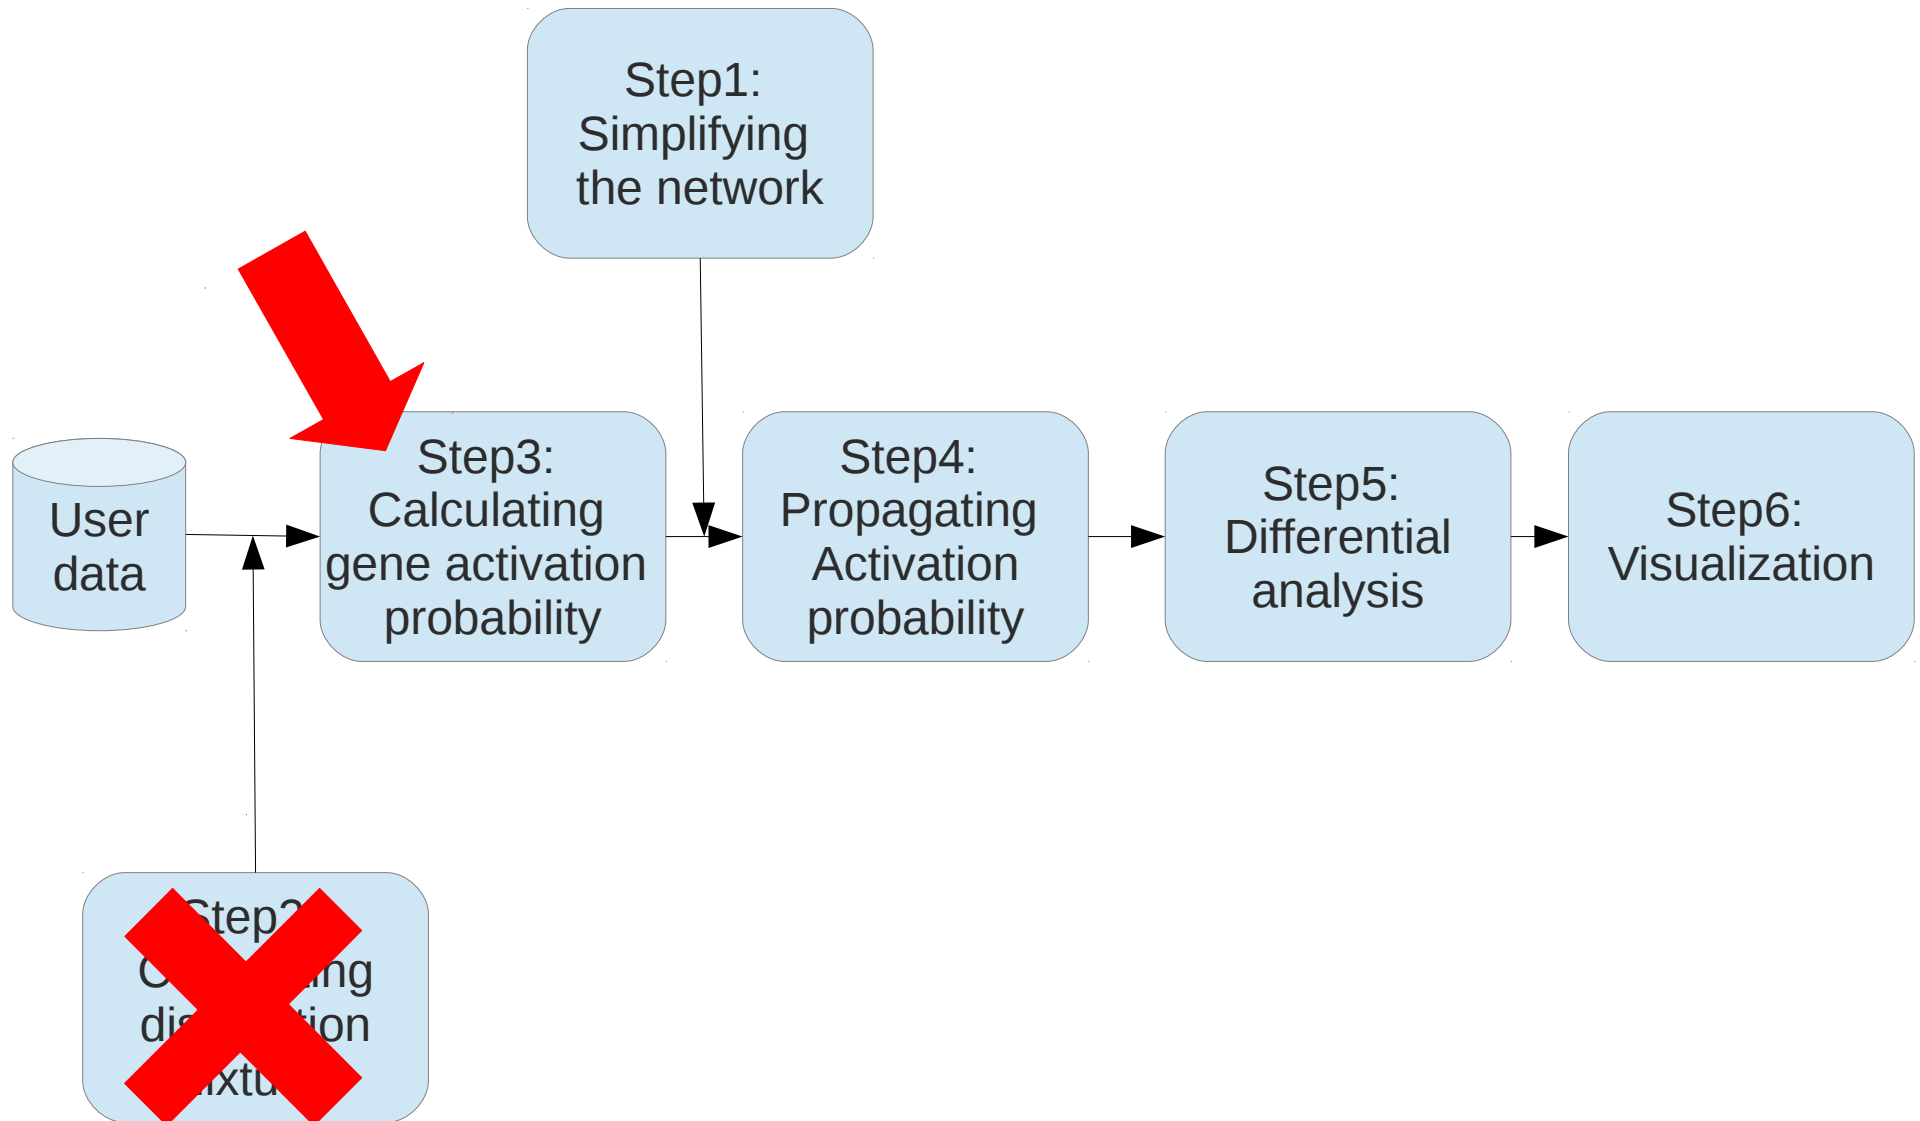 Step1:
Simplifying
the network
User
data
Step3:
Calculating
gene activation
probability
Step4:
Propagating
Activation
probability
Step5:
Differential
analysis
Step6:
Visualization